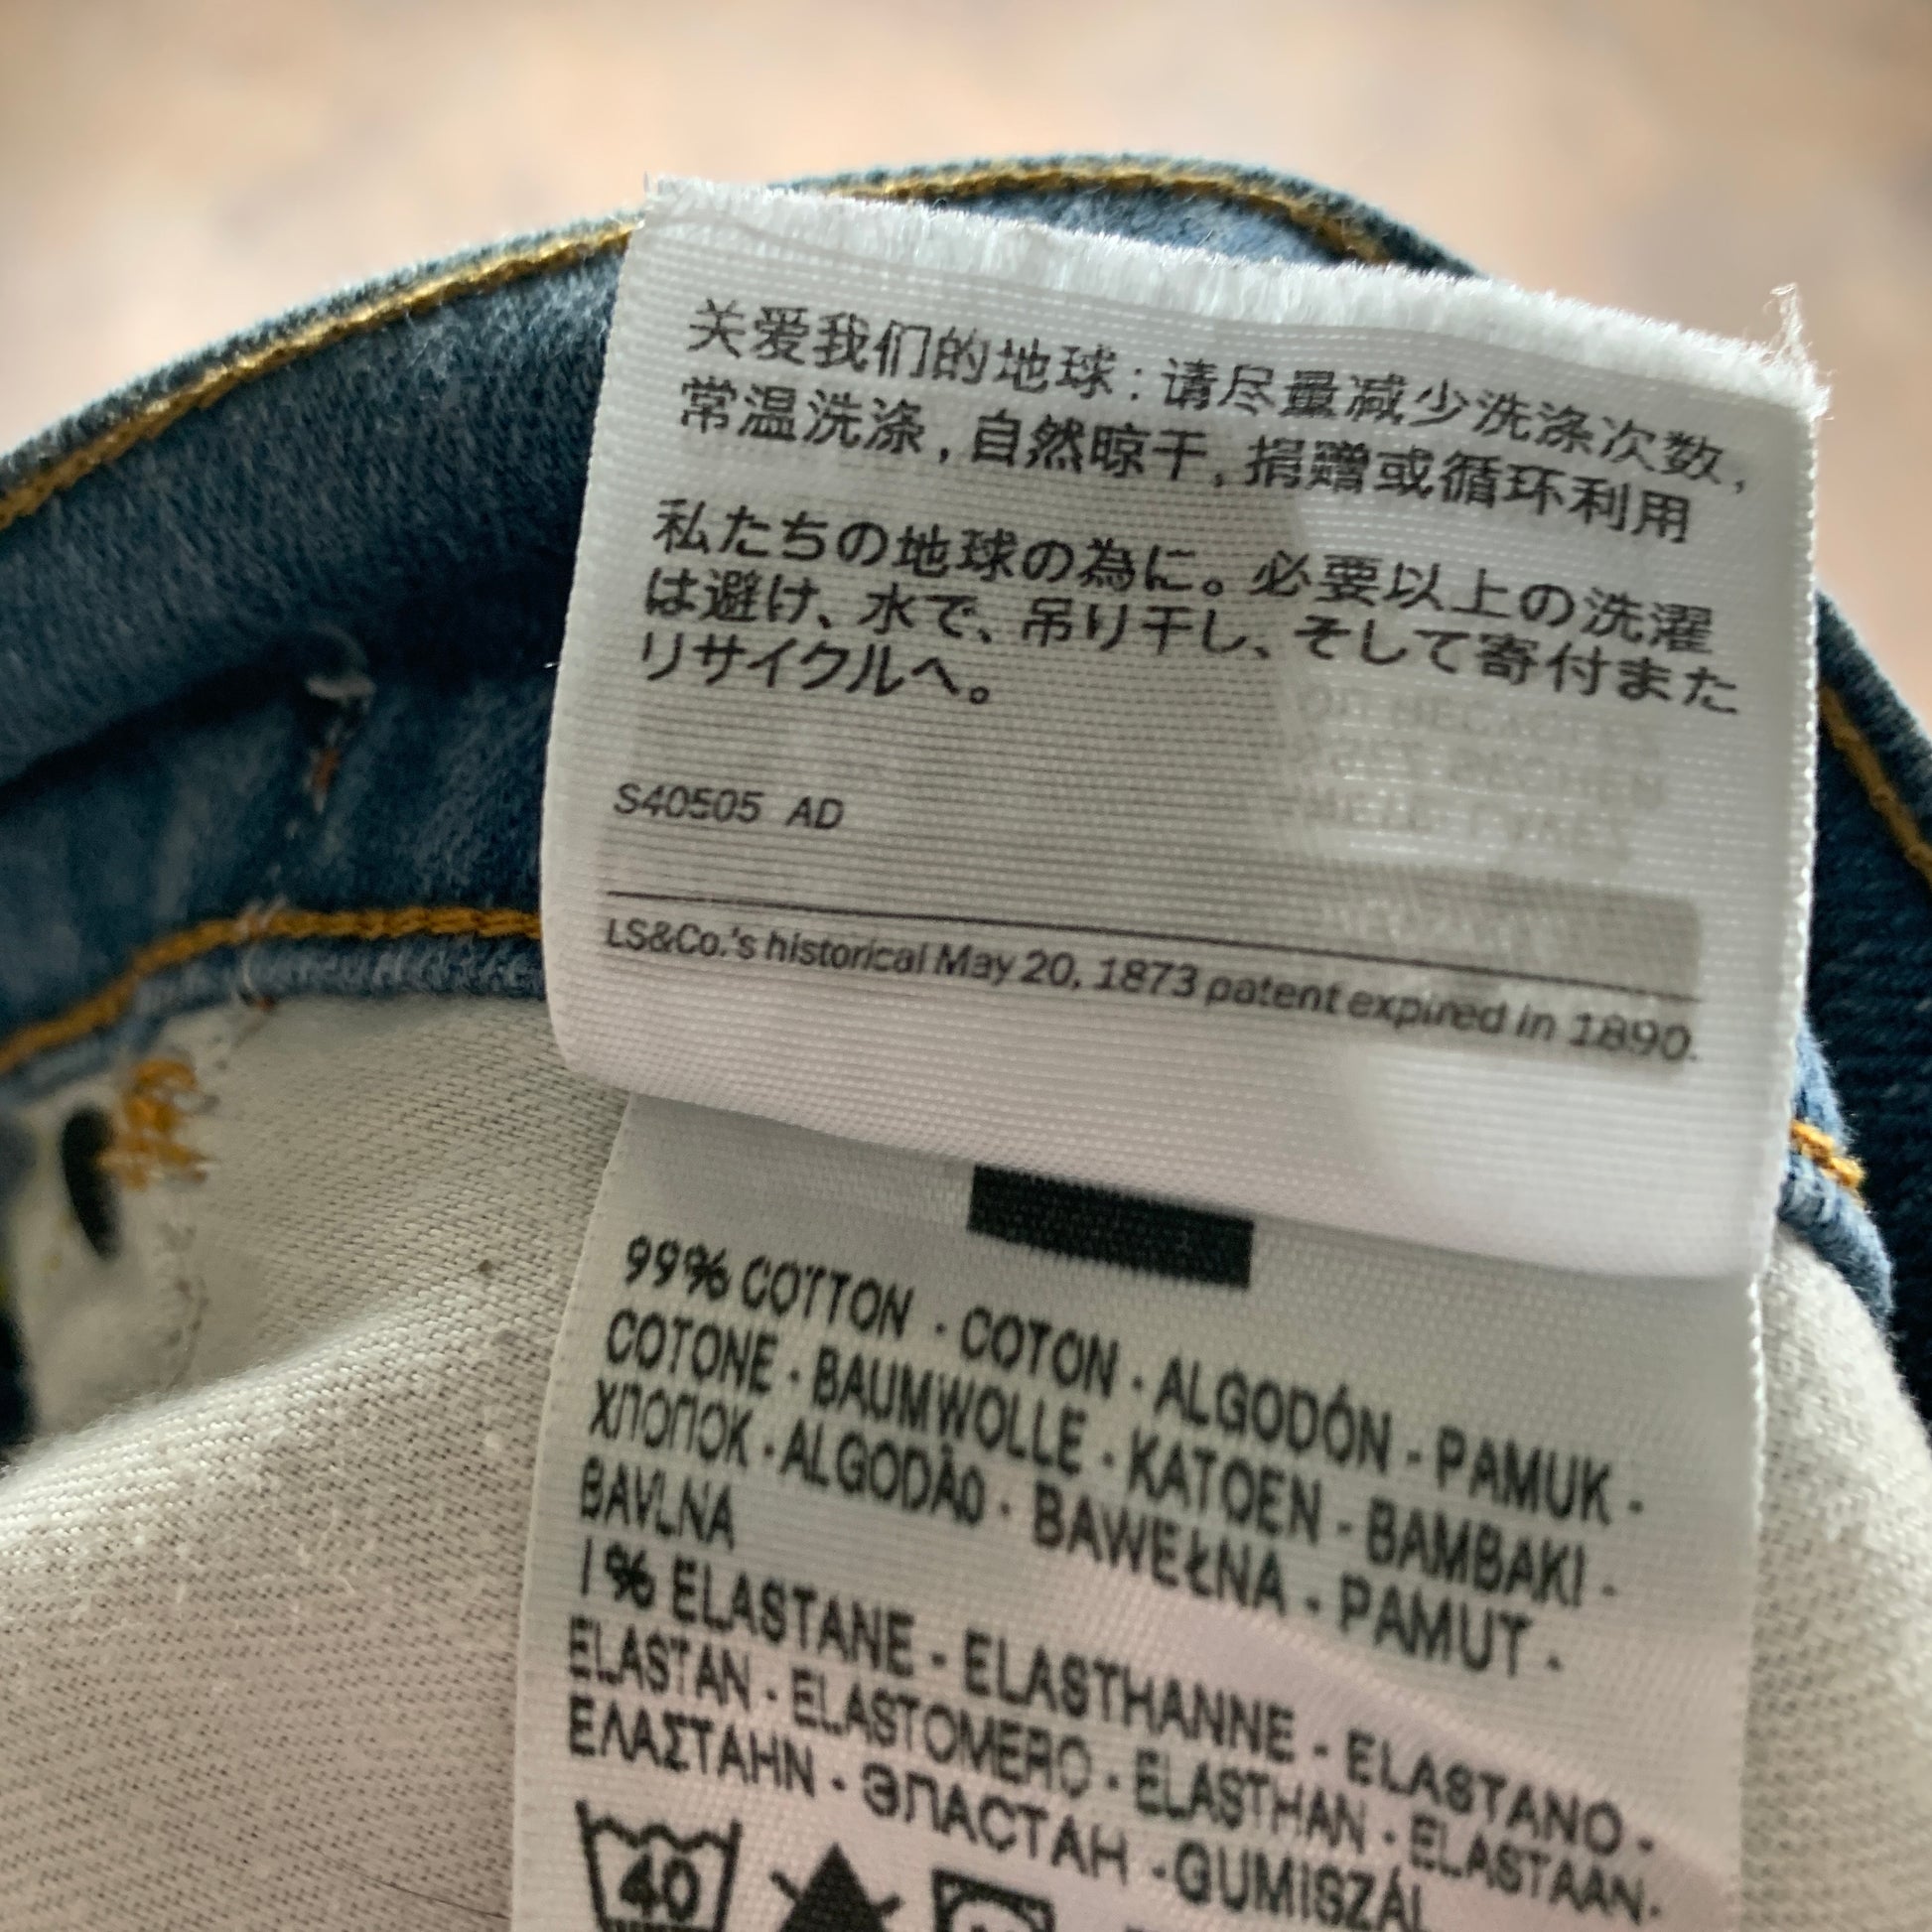 关爱我们的地球：请尽量减少洗涤次数，
常温洗涤，自然晾干，捐赠或循环利用
私たちの地球の為に。必要以上の洗濯
は避け、水で、吊り干し、そして寄付また
リサイクルへ。
S40505 AD
LS&Co.'s historical May 20, 1873 patent expired in 1890.
99% COTTON - COTON - ALGODÓN - PAMUK -
COTONE - BAUMWOLLE - KATOEN - BAMBAKI -
ХЛОПОК - ALGODÃO - BAWEŁNA - PAMUT -
BAVLNA
1% ELASTANE - ELASTHANNE - ELASTANO -
ELASTAN - ELASTOMERO - ELASTHAN - ELASTAAN -
ΕΛΑΣΤΑΗΝ - ЭЛАСТАН - GUMISZÁL
40